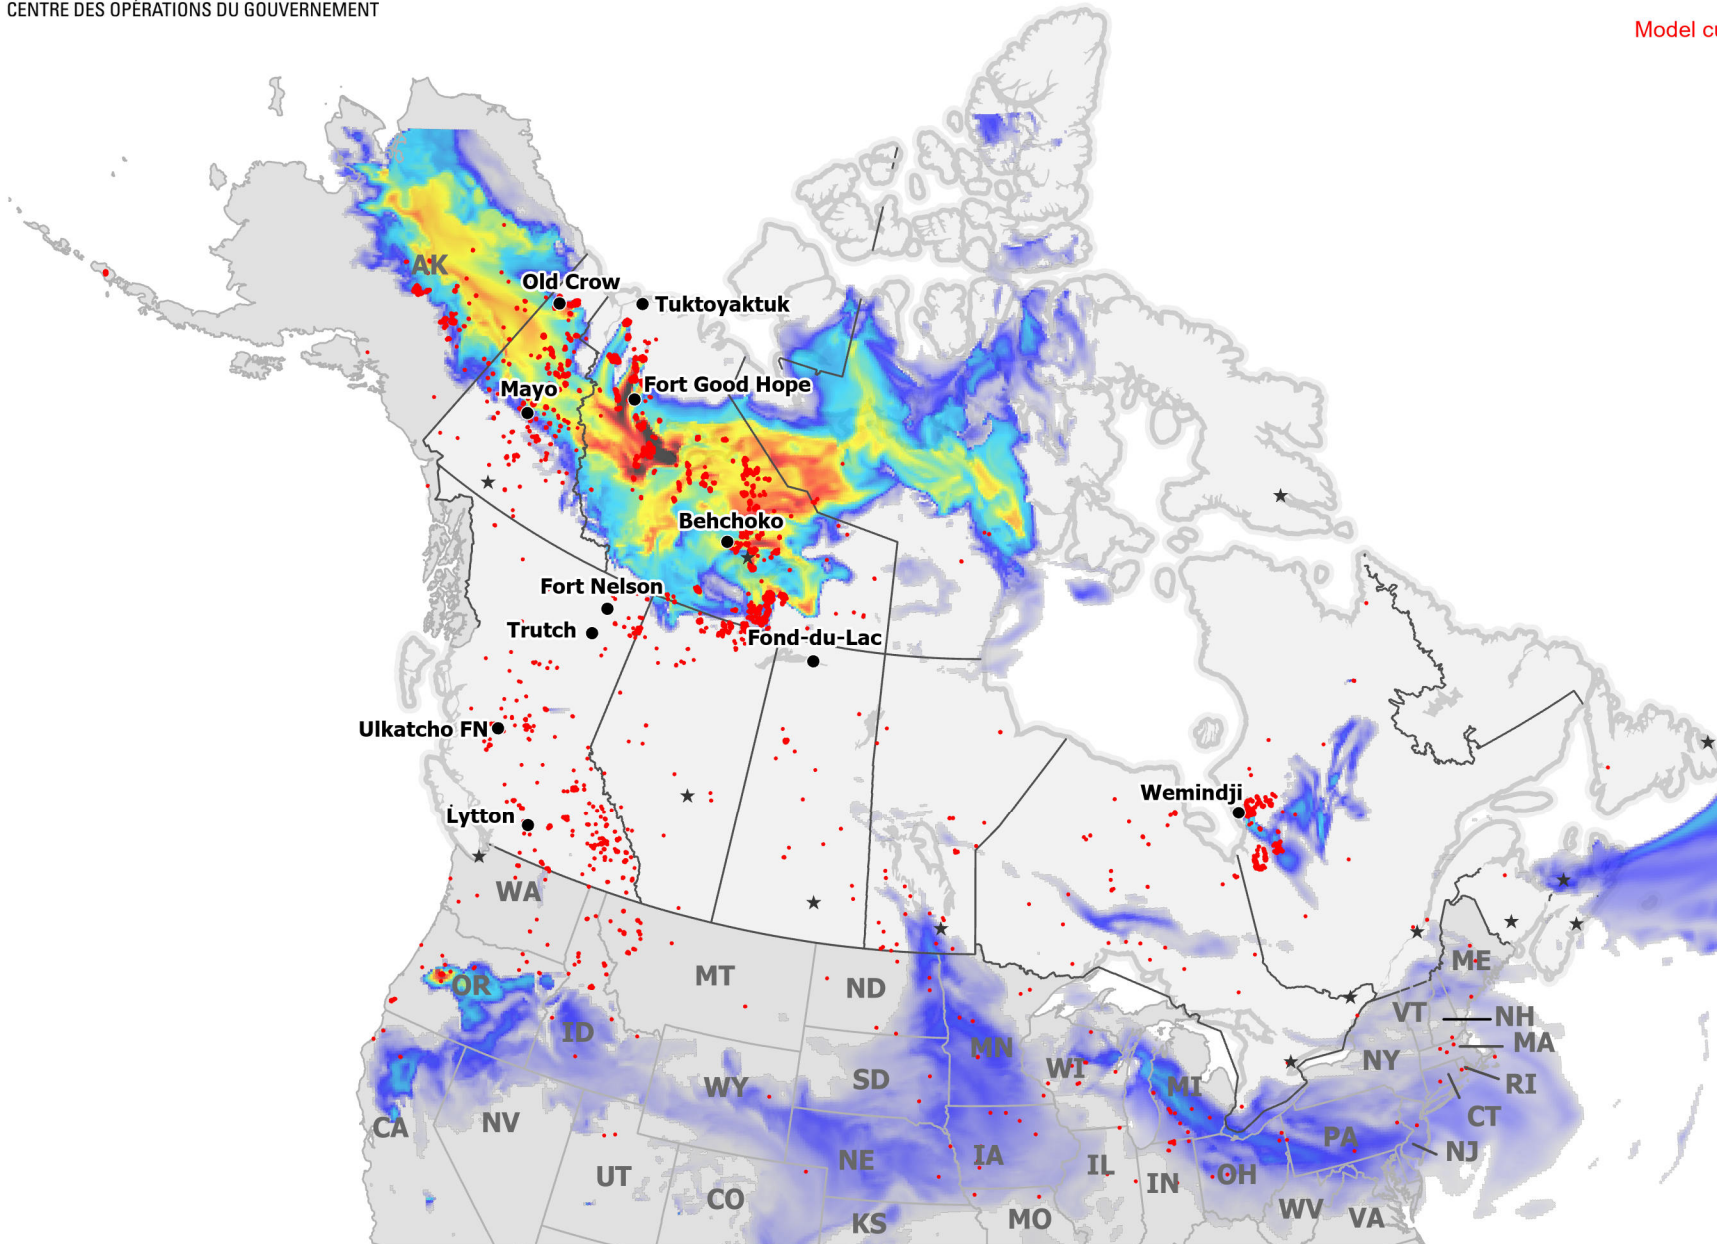 CENTRE DES OPÉRATIONS DU GOUVERNEMENT
Model cu
AK
Old Crow
Tuktoyaktuk
Mayo
Fort Good Hope
Behchoko
Fort Nelson
Trutch
Fond-du-Lac
Ulkatcho FN
Wemindji
Lytton
WA
ME
MT
ND
OR
VT
NH
ID
MN
MA
NY
WI
SD
RI
WY
MI
CT
NV
CA
PA
NJ
NE
IA
IL
OH
UT
IN
CO
WV
VA
KS
MO